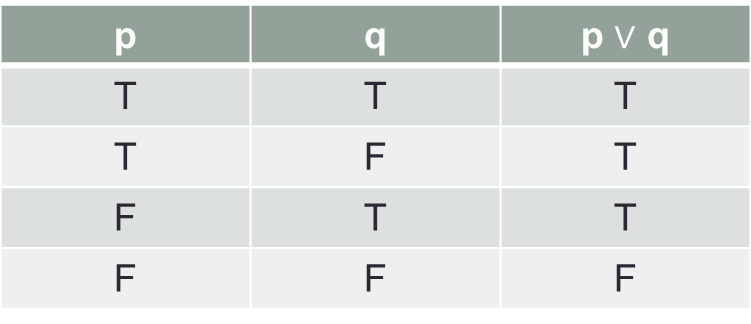 p q p ∨ q
T T T
T F T
F T T
F F F